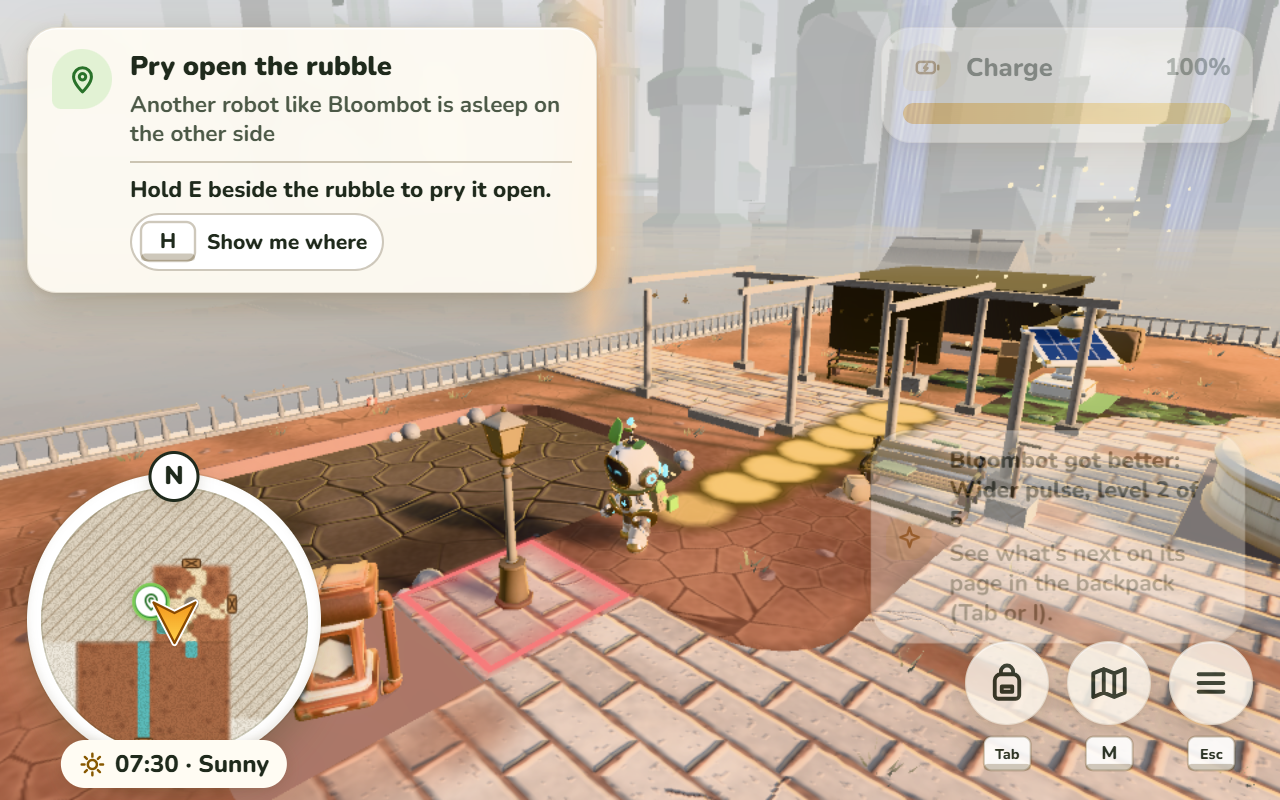 Pry open the rubble
Another robot like Bloombot is asleep on
the other side
Hold E beside the rubble to pry it open.
H Show me where
Charge 100%
Bloombot got better:
Wider pulse, level 2 of
5
See what's next on its
page in the backpack
(Tab or I).
N
07:30 · Sunny
Tab
M
Esc